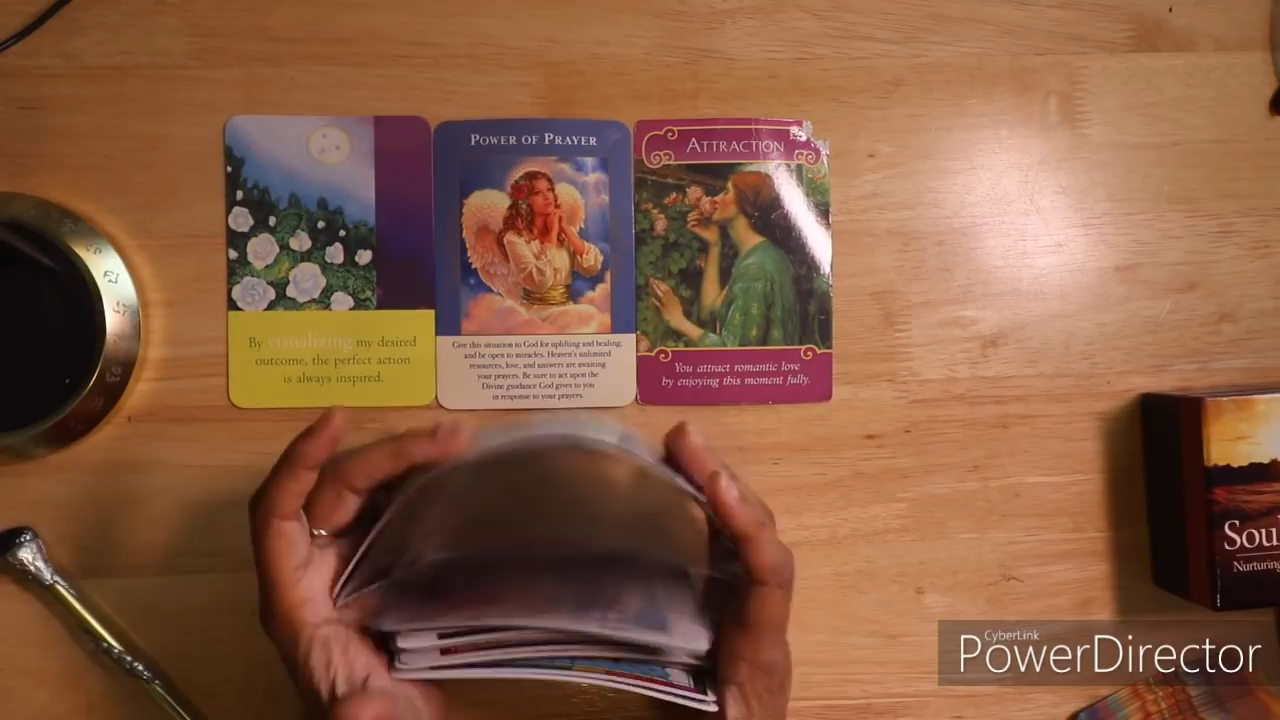 By visualizing my desired
outcome, the perfect action
is always inspired.
POWER OF PRAYER
Give this situation to God for uplifting and healing,
and be open to miracles. Heaven's unlimited
resources, love, and answers are awaiting
your prayers. Be sure to act upon the
Divine guidance God gives to you
in response to your prayers.
ATTRACTION
You attract romantic love
by enjoying this moment fully.
Sou
Nurturing
CyberLink
PowerDirector